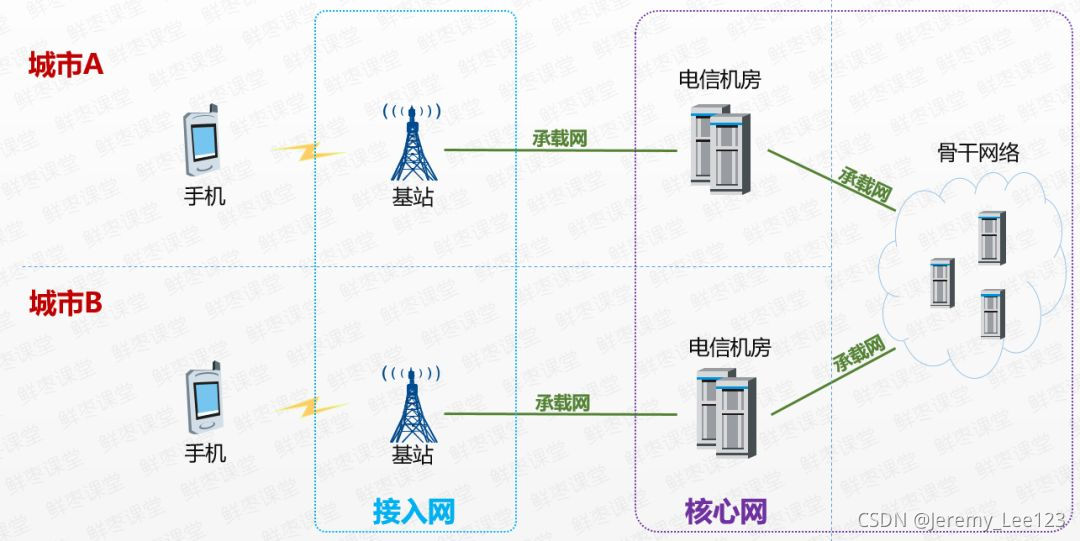 城市A
电信机房
承载网
骨干网络
承载网
手机
基站
城市B
电信机房
承载网
承载网
手机
基站
接入网
核心网
CSDN @Jeremy_Lee123
鲜枣课堂